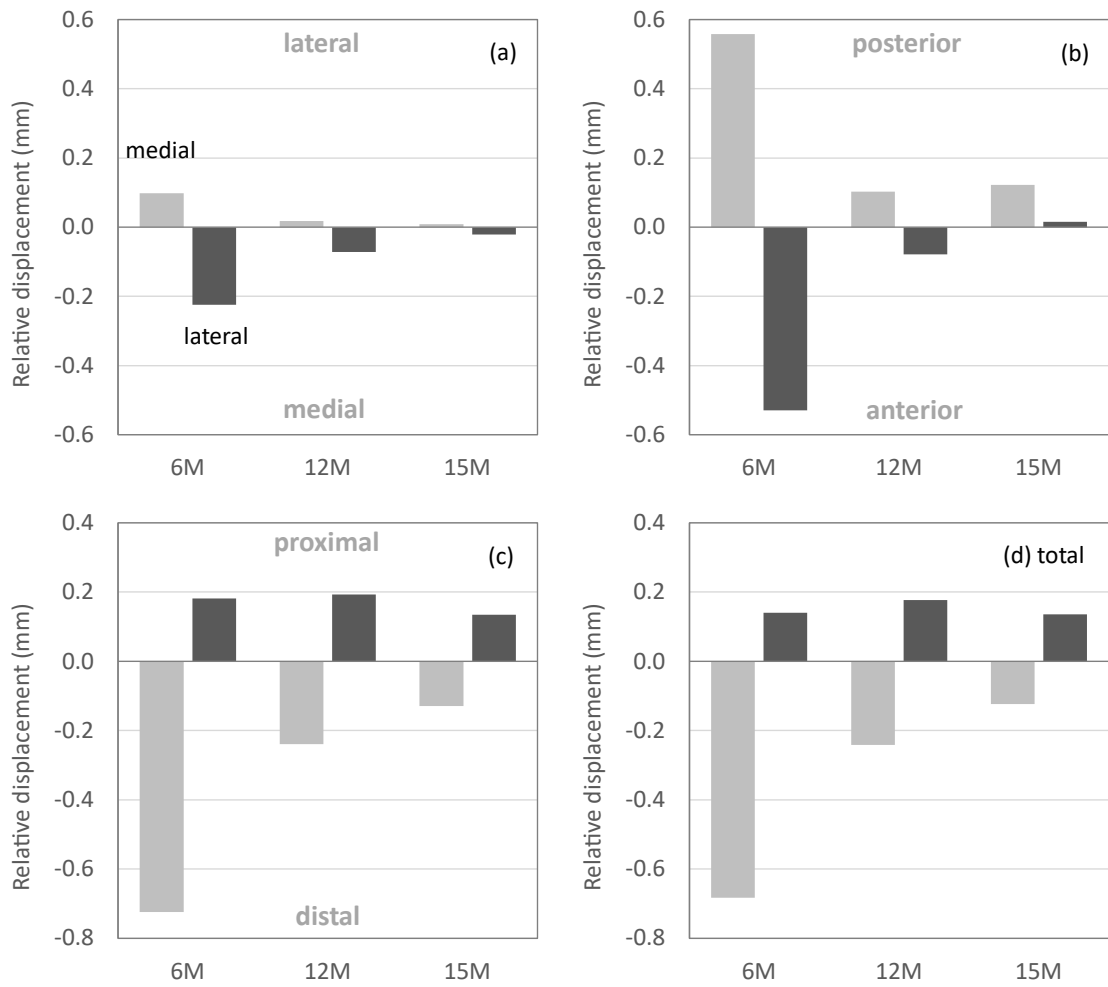 Relative displacement (mm)
0.6
0.4
0.2
0.0
-0.2
-0.4
-0.6
lateral
(a)
medial
lateral
medial
6M 12M 15M
Relative displacement (mm)
0.6
0.4
0.2
0.0
-0.2
-0.4
-0.6
posterior
(b)
anterior
6M 12M 15M
Relative displacement (mm)
0.4
0.2
0.0
-0.2
-0.4
-0.6
-0.8
proximal
(c)
distal
6M 12M 15M
Relative displacement (mm)
0.4
0.2
0.0
-0.2
-0.4
-0.6
-0.8
(d) total
6M 12M 15M